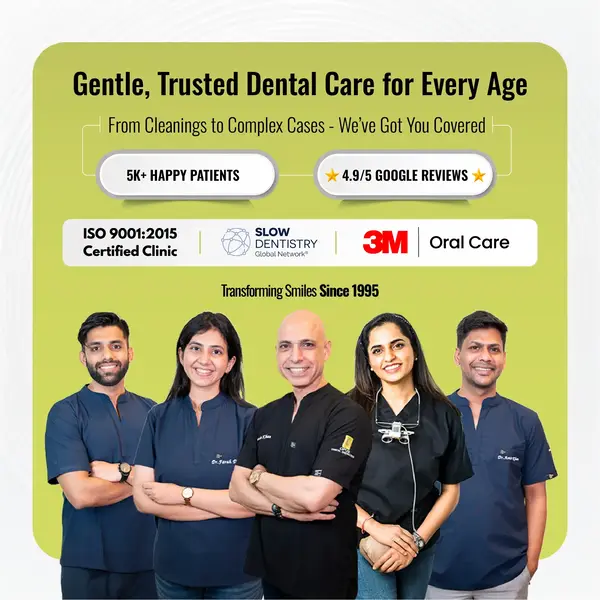 Gentle, Trusted Dental Care for Every Age
From Cleanings to Complex Cases - We've Got You Covered
5K+ HAPPY PATIENTS
4.9/5 GOOGLE REVIEWS
ISO 9001:2015
Certified Clinic
SLOW
DENTISTRY
Global Network®
3M
Oral Care
Transforming Smiles Since 1995